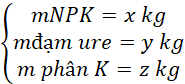 mNPK = x kg
mđạm ure = y kg
m phân K = z kg